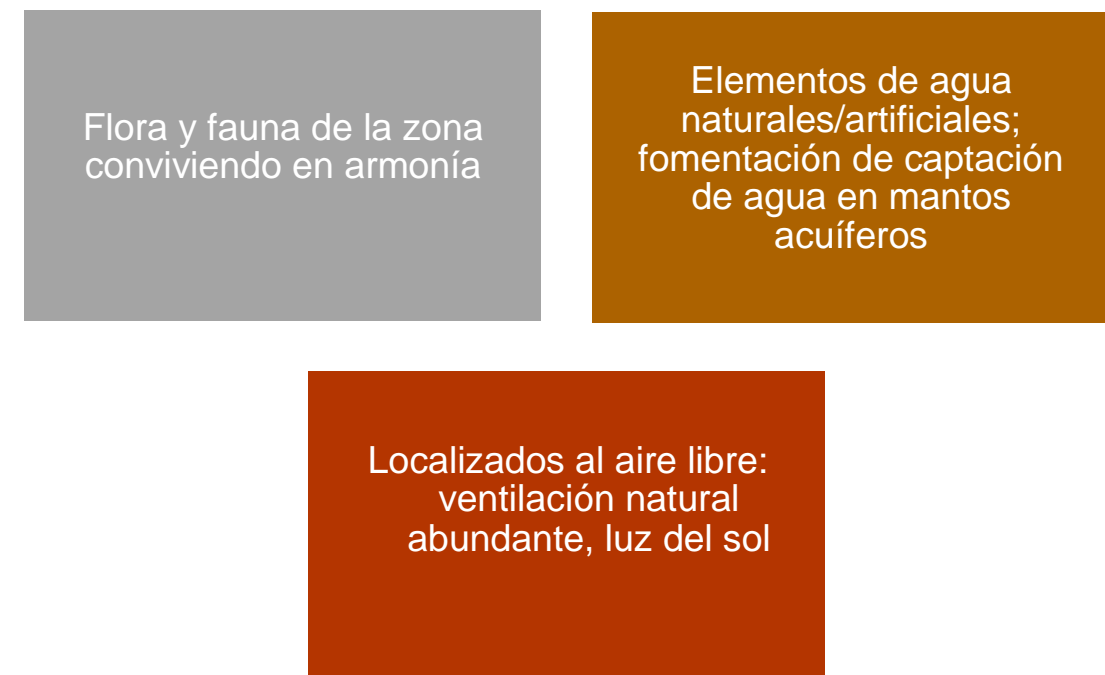 Flora y fauna de la zona
conviviendo en armonía
Elementos de agua
naturales/artificiales;
fomentación de captación
de agua en mantos
acuíferos
Localizados al aire libre:
ventilación natural
abundante, luz del sol